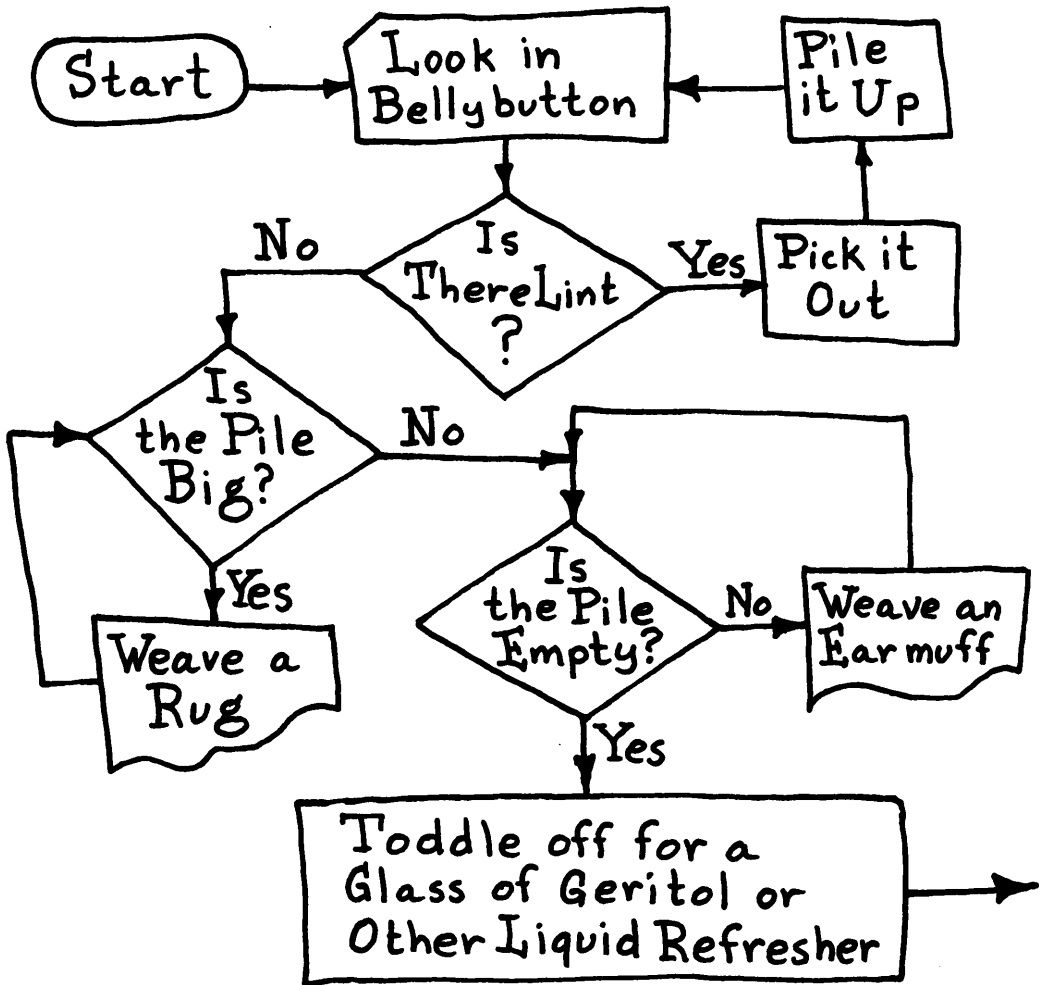 Start
Look in
Bellybutton
Pile
it Up
No
Is
There Lint
?
Yes
Pick it
Out
Is
the Pile
Big?
No
Yes
Weave a
Rug
Is
the Pile
Empty?
No
Weave an
Earmuff
Yes
Toddle off for a
Glass of Geritol or
Other Liquid Refresher